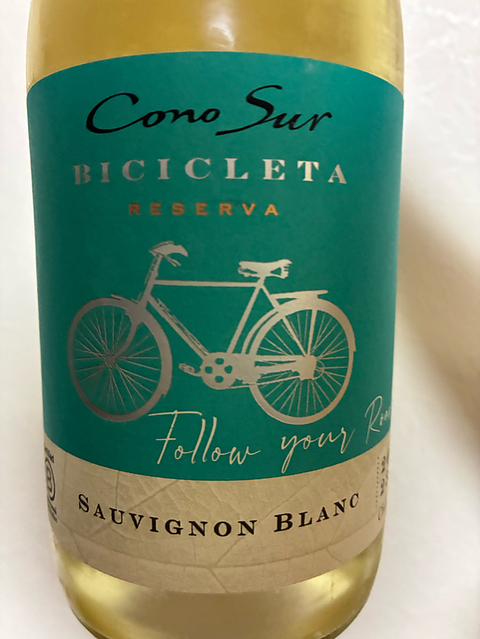 Cono Sur
BICICLETA
RESERVA
Follow your
SAUVIGNON BLANC